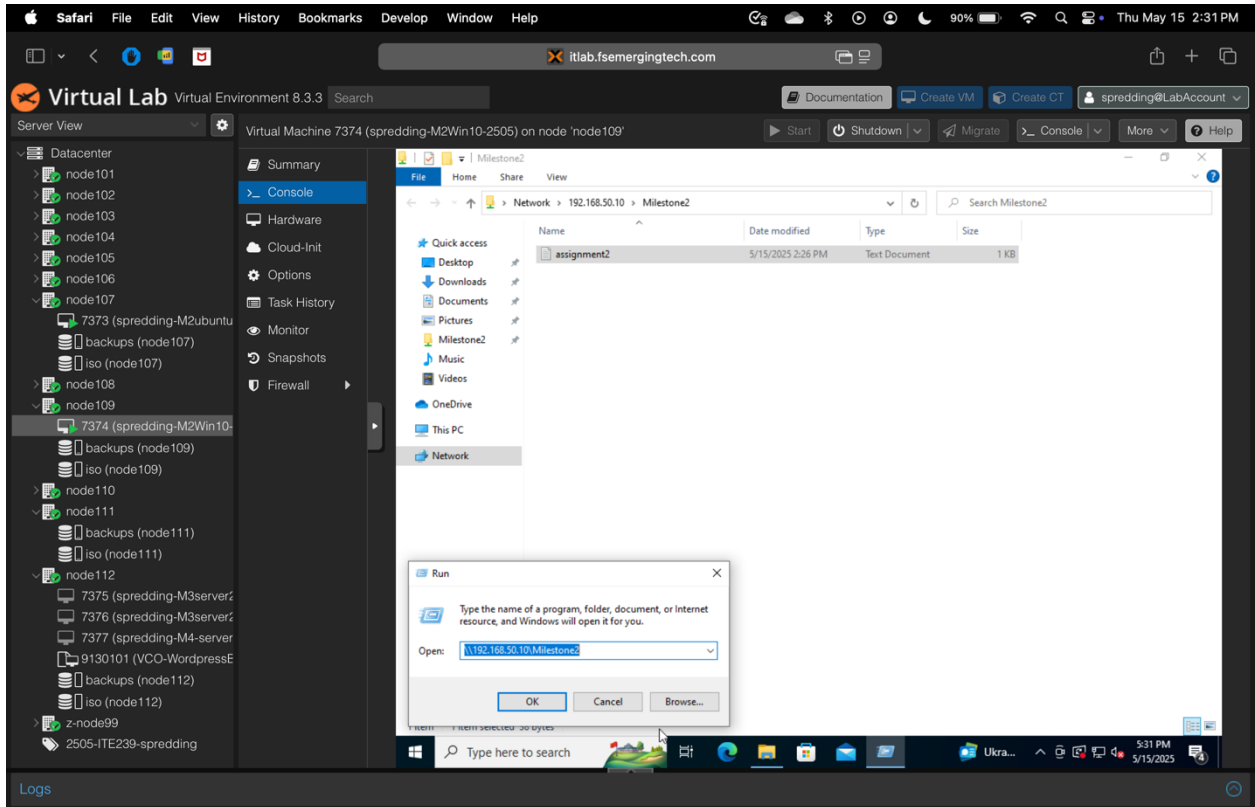 Safari File Edit View History Bookmarks Develop Window Help 90% Thu May 15 2:31 PM
itlab.fsemergingtech.com
Virtual Lab Virtual Environment 8.3.3 Search Documentation Create VM Create CT spredding@LabAccount
Server View
Virtual Machine 7374 (spredding-M2Win10-2505) on node 'node109' Start Shutdown Migrate >_ Console More Help
Datacenter
node101
node102
node103
node104
node105
node106
node107
7373 (spredding-M2ubuntu
backups (node107)
iso (node107)
node108
node109
7374 (spredding-M2Win10-
backups (node109)
iso (node109)
node110
node111
backups (node111)
iso (node111)
node112
7375 (spredding-M3server2
7376 (spredding-M3server2
7377 (spredding-M4-server
9130101 (VCO-WordpressE
backups (node112)
iso (node112)
z-node99
2505-ITE239-spredding
Summary
>_ Console
Hardware
Cloud-Init
Options
Task History
Monitor
Snapshots
Firewall
Milestone2
File Home Share View
Network > 192.168.50.10 > Milestone2 Search Milestone2
Name Date modified Type Size
assignment2 5/15/2025 2:26 PM Text Document 1 KB
Quick access
Desktop
Downloads
Documents
Pictures
Milestone2
Music
Videos
OneDrive
This PC
Network
Run
Type the name of a program, folder, document, or Internet
resource, and Windows will open it for you.
Open: \\192.168.50.10\Milestone2
OK Cancel Browse...
1 item 1 item selected 58 bytes
Type here to search Ukra... 5:31 PM
5/15/2025
4
Logs